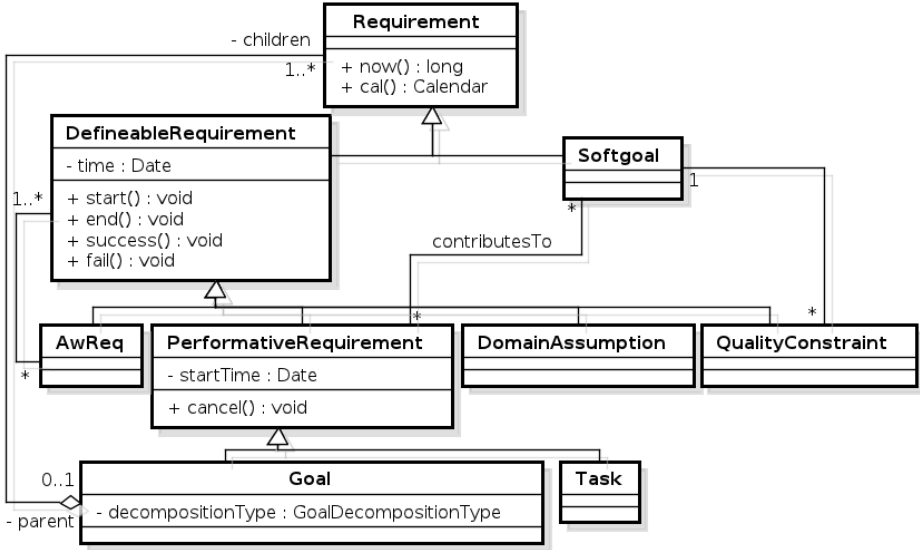 Requirement
- children
1..*
+ now() : long
+ cal() : Calendar
DefineableRequirement
- time : Date
+ start() : void
+ end() : void
+ success() : void
+ fail() : void
Softgoal
1
1..*
*
contributesTo
*
*
AwReq
*
PerformativeRequirement
- startTime : Date
+ cancel() : void
DomainAssumption
QualityConstraint
0..1
- parent
Goal
- decompositionType : GoalDecompositionType
Task